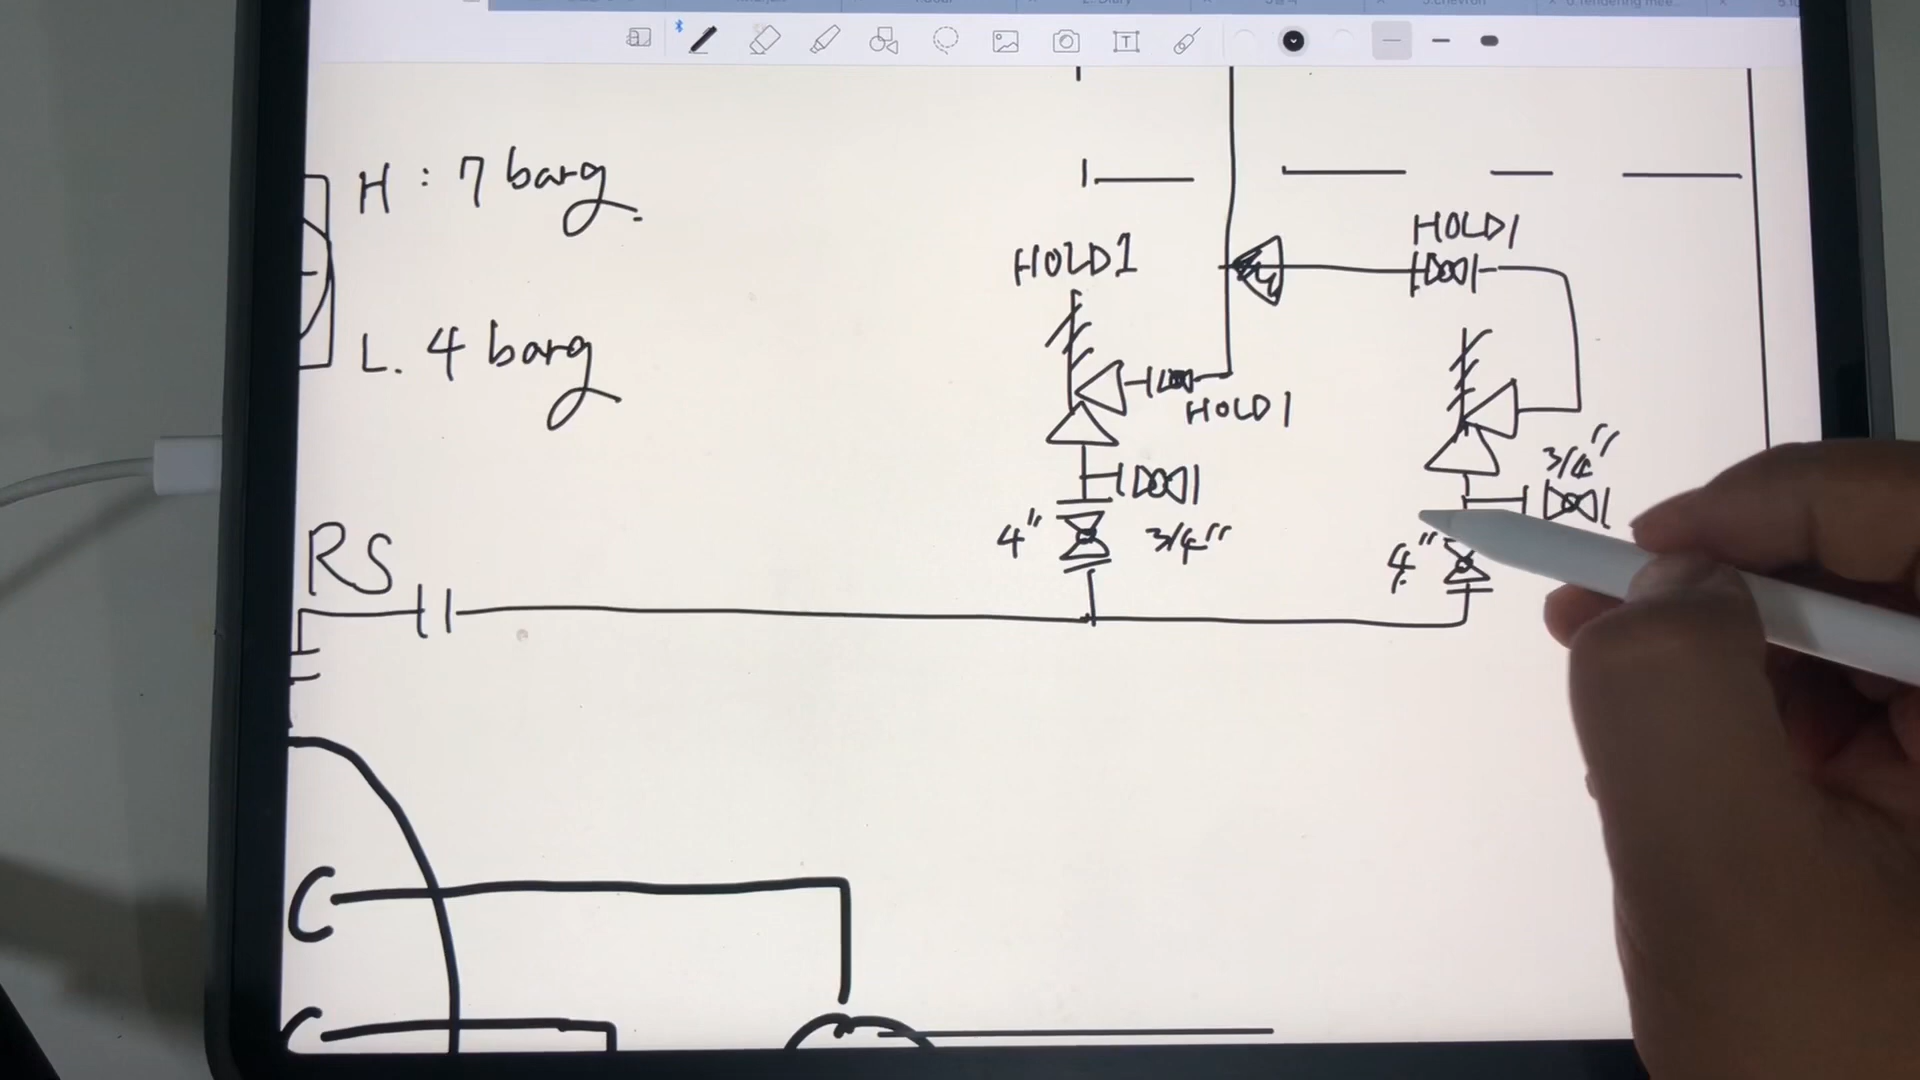 H : 7 barg
L. 4 barg
HOLD1
HOLD1
HOLD1
3/4"
4"
3/4"
4"
RS
C
C
T